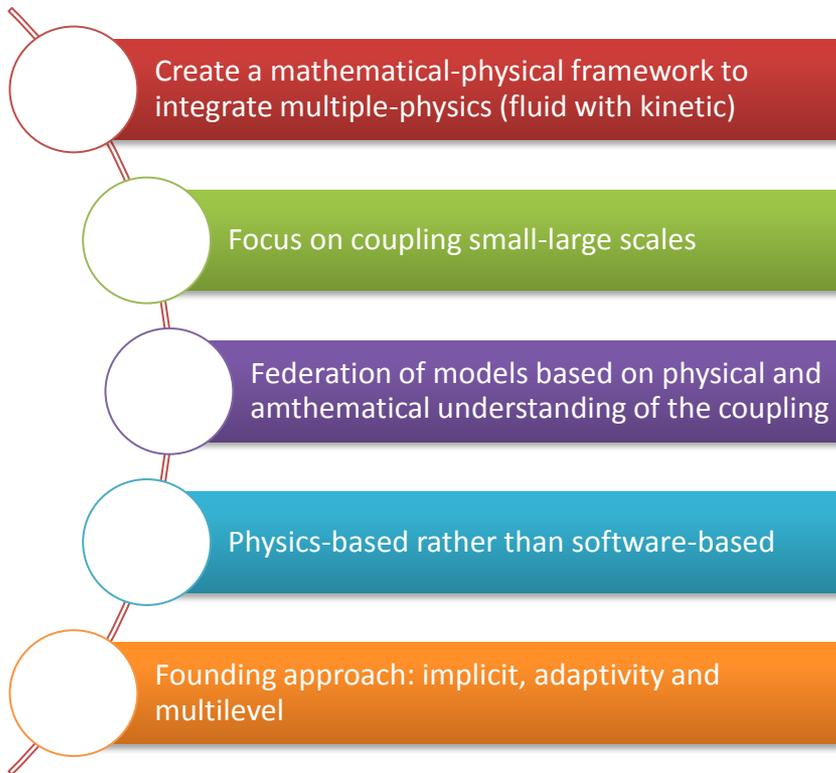 Create a mathematical-physical framework to
integrate multiple-physics (fluid with kinetic)
Focus on coupling small-large scales
Federation of models based on physical and
amthematical understanding of the coupling
Physics-based rather than software-based
Founding approach: implicit, adaptivity and
multilevel